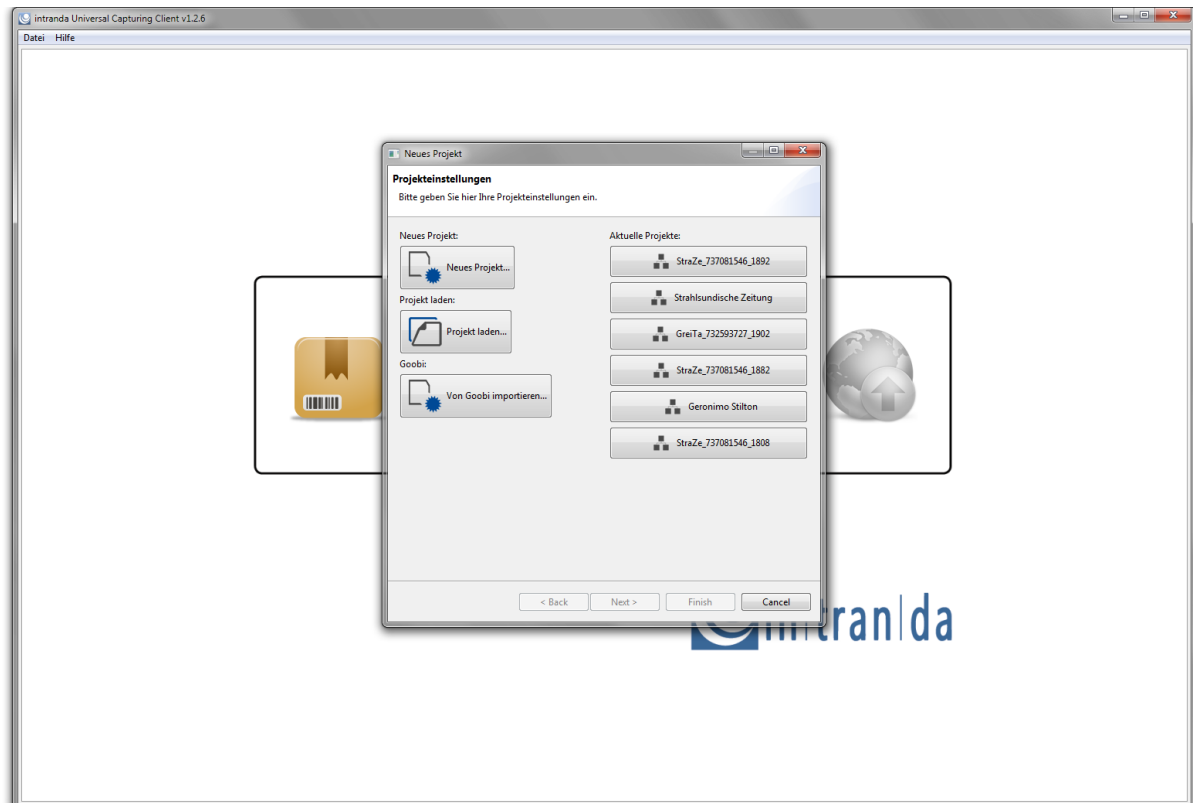 intranda Universal Capturing Client v1.2.6
Datei Hilfe
Neues Projekt
Projekteinstellungen
Bitte geben Sie hier Ihre Projekteinstellungen ein.
Neues Projekt:
Neues Projekt...
Projekt laden:
Projekt laden...
Goobi:
Von Goobi importieren...
Aktuelle Projekte:
StraZe_737081546_1892
Strahlsundische Zeitung
GreiTa_732593727_1902
StraZe_737081546_1882
Geronimo Stilton
StraZe_737081546_1808
< Back Next > Finish Cancel
in|tran|da